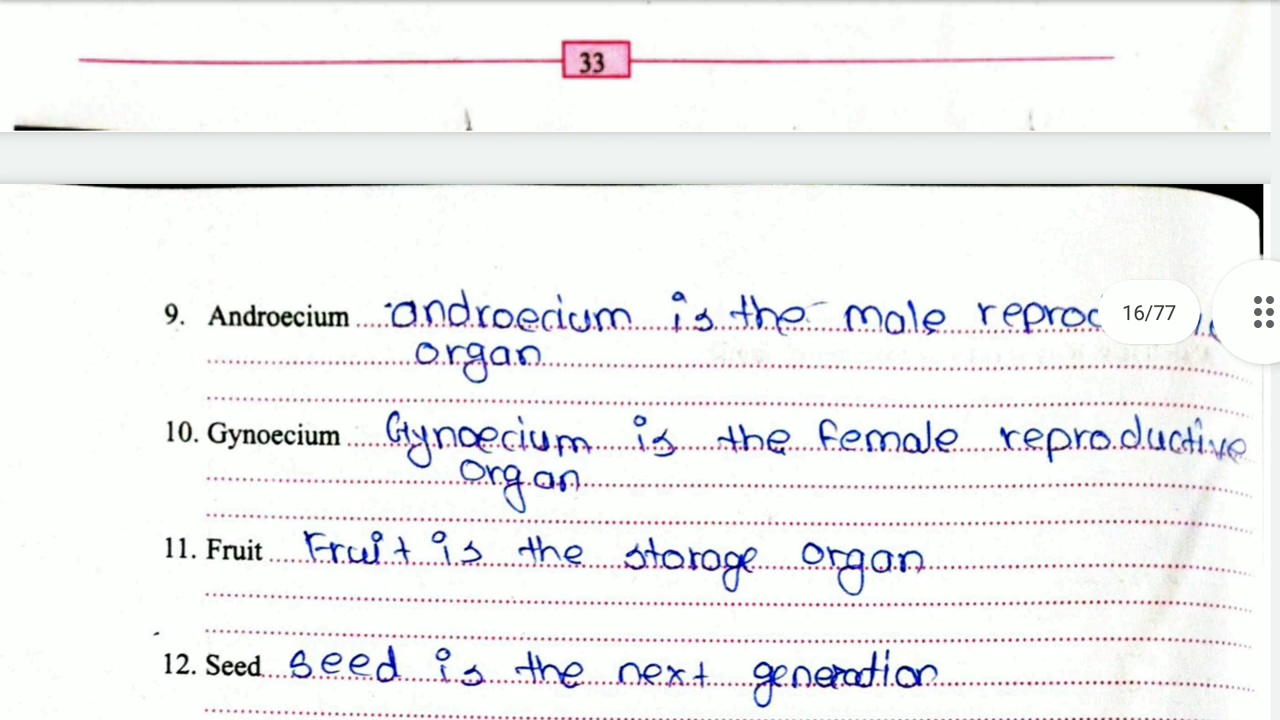 33
16/77
9. Androecium androecium is the male
organ
10. Gynoecium Gynoecium is the female reproductive
organ
11. Fruit Fruit is the storage organ
12. Seed seed is the next generation